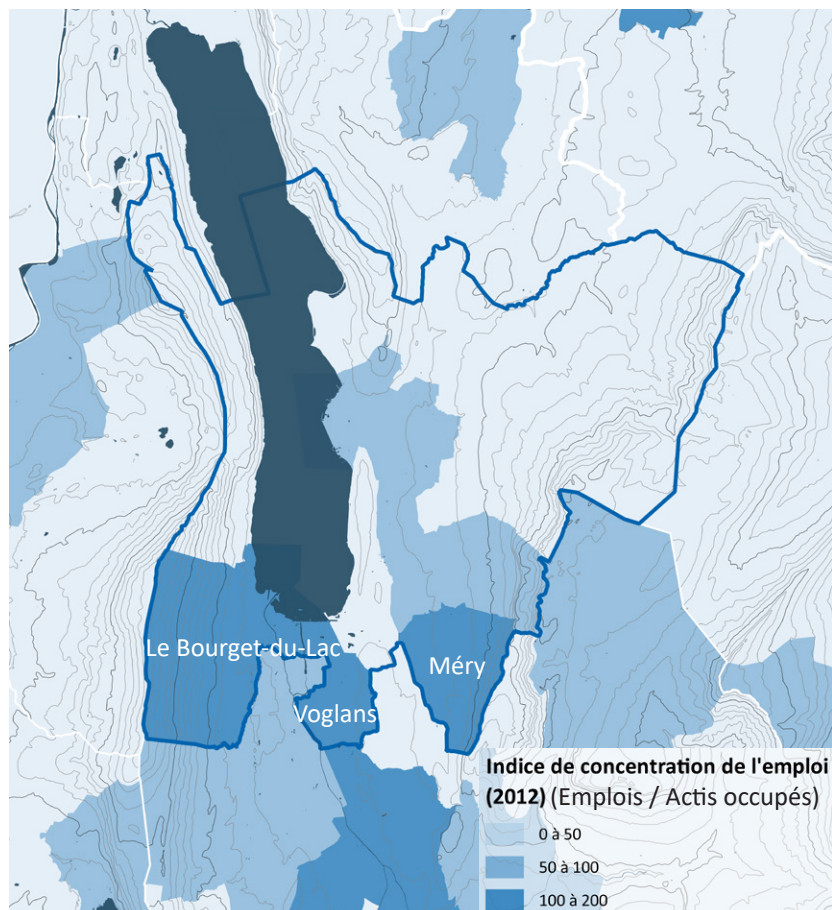 Le Bourget-du-Lac
Méry
Voglans
Indice de concentration de l'emploi
(2012) (Emplois / Actis occupés)
0 à 50
50 à 100
100 à 200